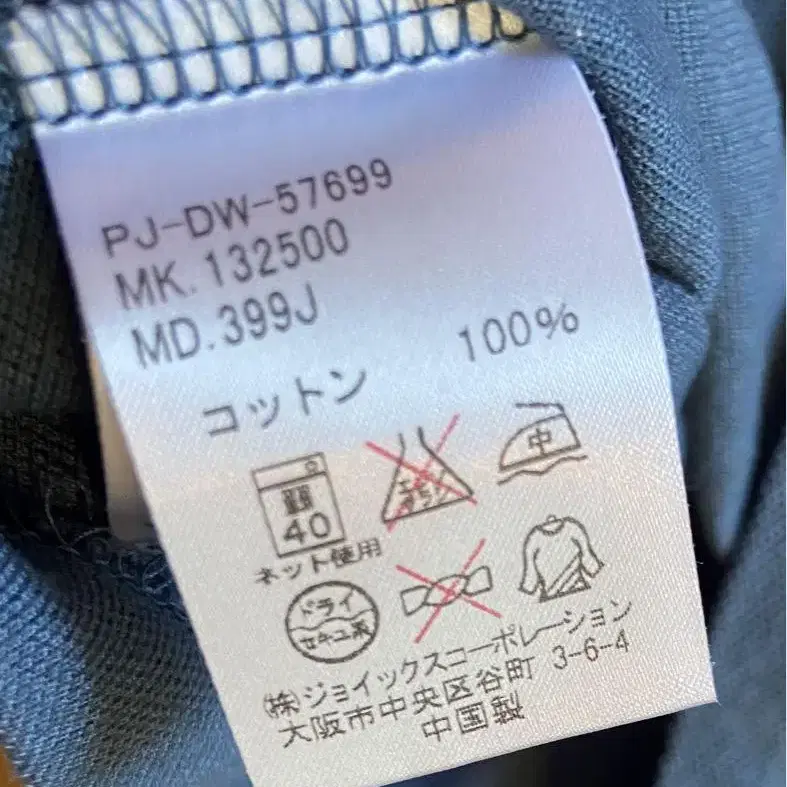 PJ-DW-57699
MK.132500
MD.399J
コットン 100%
40
中
ネット使用
ドライ
セキユ系
(株)ジョイックスコーポレーション
大阪市中央区谷町 3-6-4
中国製